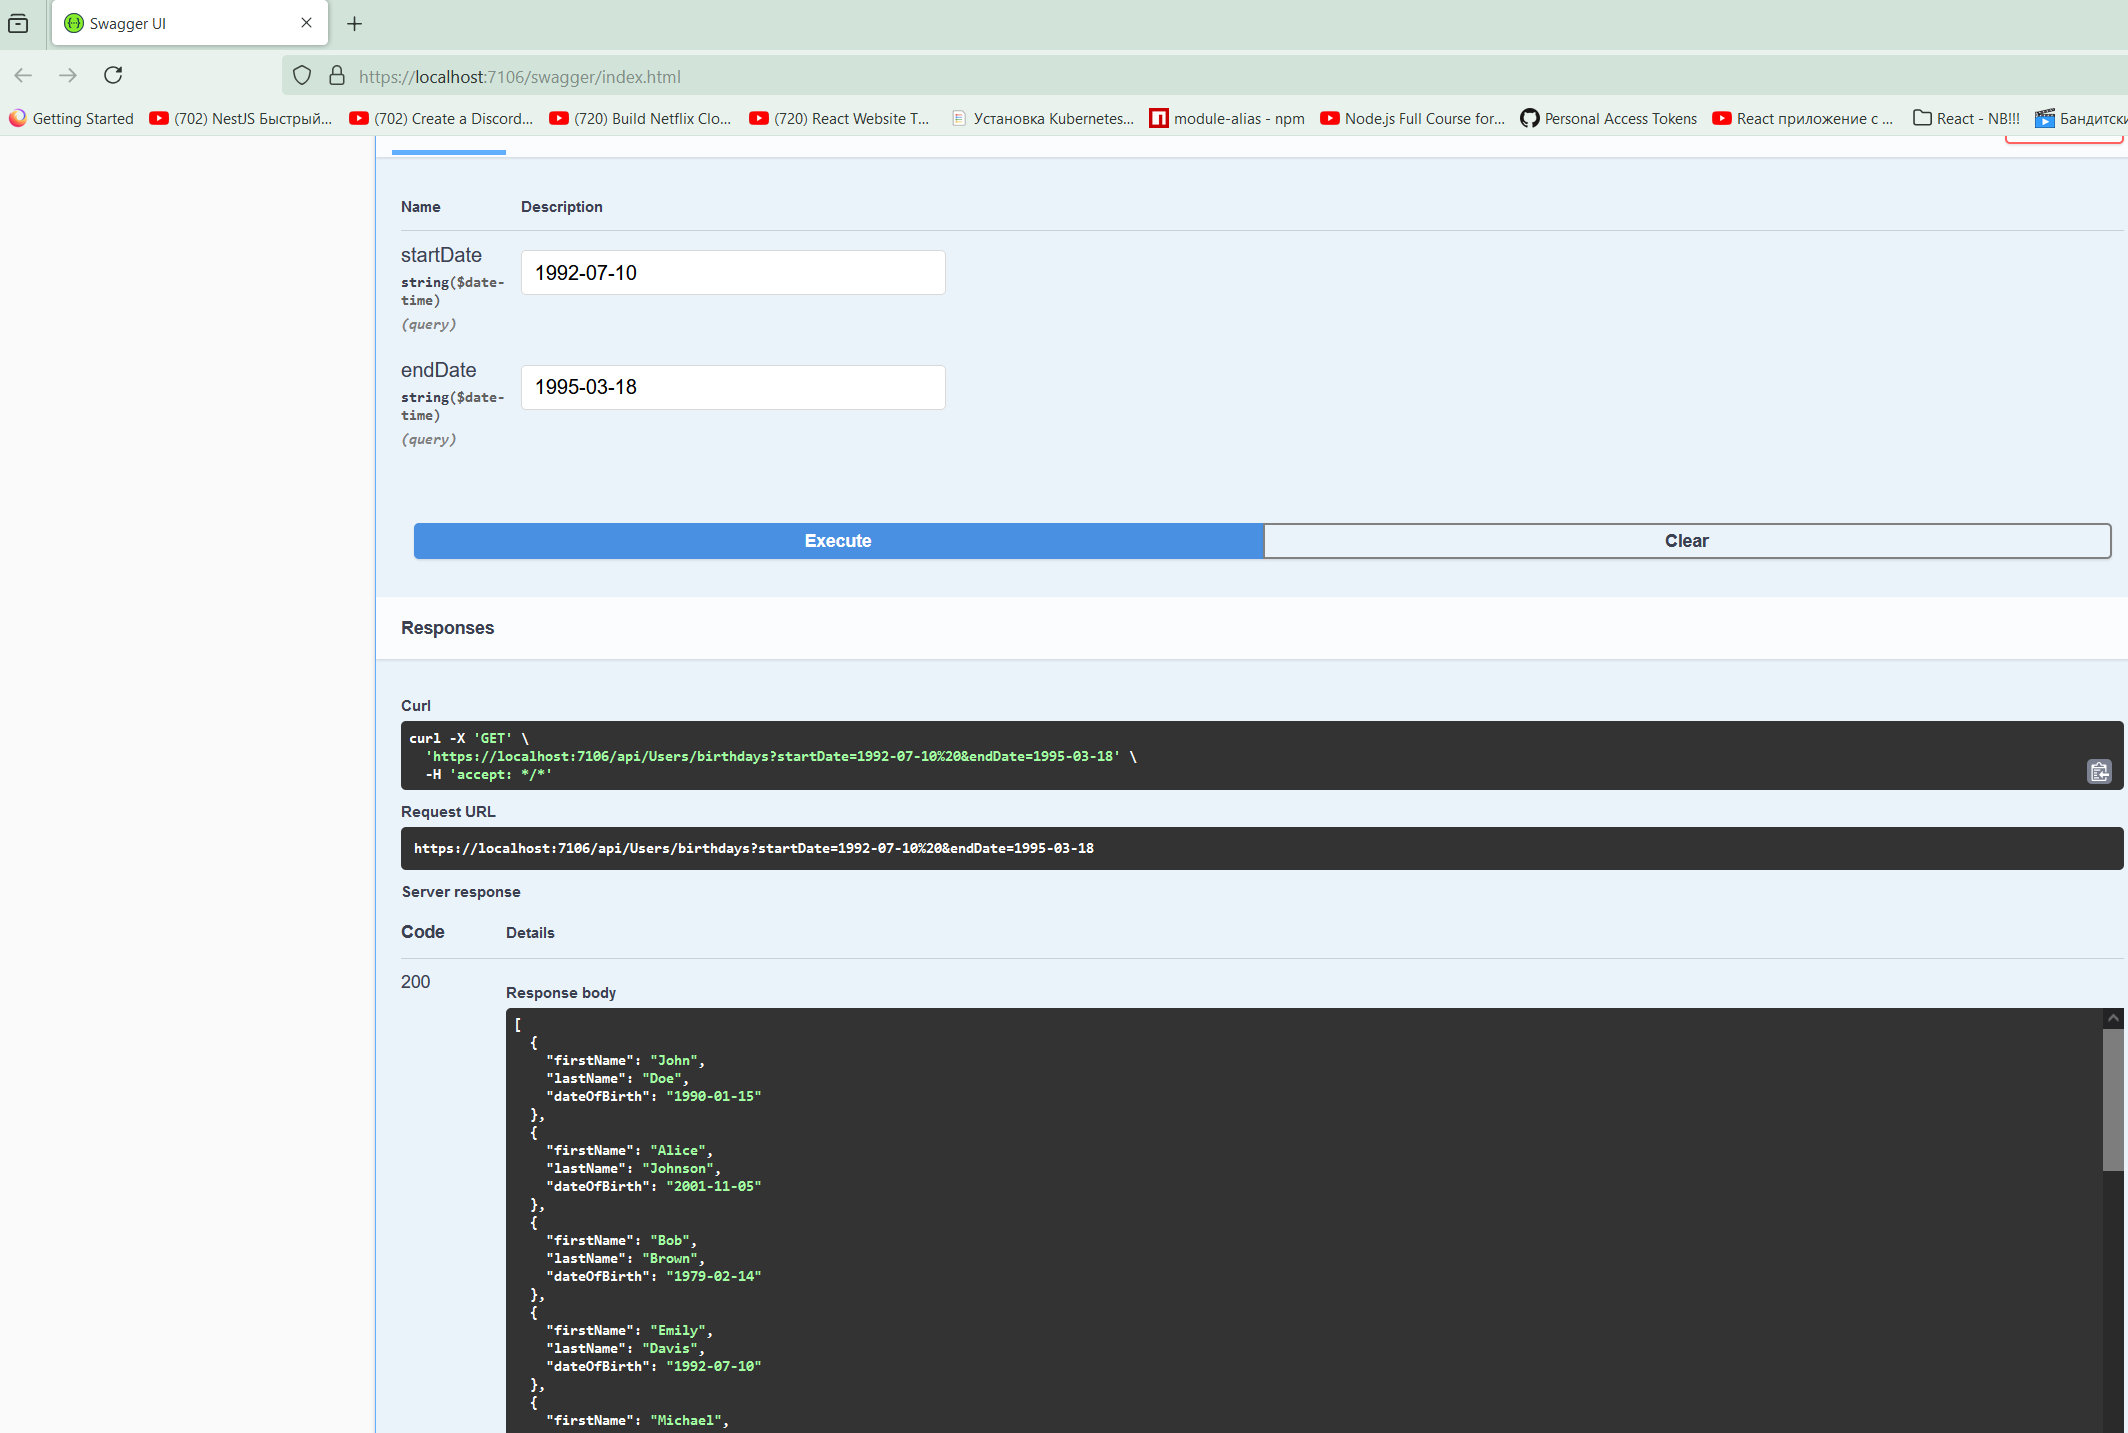 Swagger UI
https://localhost:7106/swagger/index.html
Getting Started
(702) NestJS Быстрый...
(702) Create a Discord...
(720) Build Netflix Clo...
(720) React Website T...
Установка Kubernetes...
module-alias - npm
Node.js Full Course for...
Personal Access Tokens
React приложение с ...
React - NB!!!
Бандитски
Name Description
startDate
string($date-
time)
(query)
1992-07-10
endDate
string($date-
time)
(query)
1995-03-18
Execute Clear
Responses
Curl
curl -X 'GET' \
'https://localhost:7106/api/Users/birthdays?startDate=1992-07-10%20&endDate=1995-03-18' \
-H 'accept: */*'
Request URL
https://localhost:7106/api/Users/birthdays?startDate=1992-07-10%20&endDate=1995-03-18
Server response
Code Details
200
Response body
[
{
"firstName": "John",
"lastName": "Doe",
"dateOfBirth": "1990-01-15"
},
{
"firstName": "Alice",
"lastName": "Johnson",
"dateOfBirth": "2001-11-05"
},
{
"firstName": "Bob",
"lastName": "Brown",
"dateOfBirth": "1979-02-14"
},
{
"firstName": "Emily",
"lastName": "Davis",
"dateOfBirth": "1992-07-10"
},
{
"firstName": "Michael",